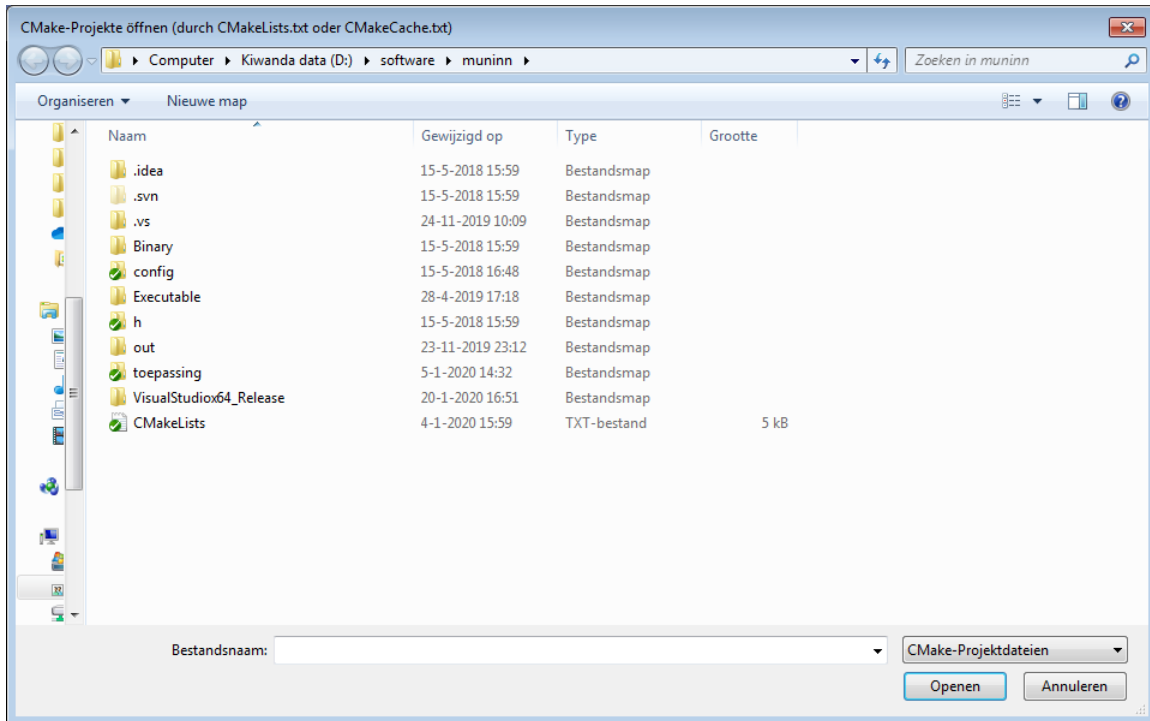 CMake-Projekte öffnen (durch CMakeLists.txt oder CMakeCache.txt)
Computer Kiwanda data (D:) software muninn
Zoeken in muninn
Organiseren Nieuwe map
Naam Gewijzigd op Type Grootte
.idea 15-5-2018 15:59 Bestandsmap
.svn 15-5-2018 15:59 Bestandsmap
.vs 24-11-2019 10:09 Bestandsmap
Binary 15-5-2018 15:59 Bestandsmap
config 15-5-2018 16:48 Bestandsmap
Executable 28-4-2019 17:18 Bestandsmap
h 15-5-2018 15:59 Bestandsmap
out 23-11-2019 23:12 Bestandsmap
toepassing 5-1-2020 14:32 Bestandsmap
VisualStudiox64_Release 20-1-2020 16:51 Bestandsmap
CMakeLists 4-1-2020 15:59 TXT-bestand 5 kB
Bestandsnaam:
CMake-Projektdateien
Openen Annuleren